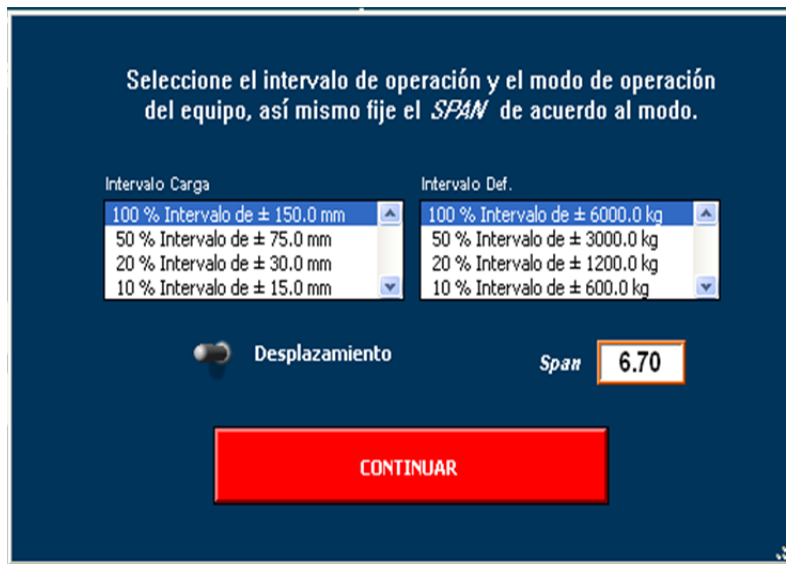 Seleccione el intervalo de operación y el modo de operación
del equipo, así mismo fije el SPAN de acuerdo al modo.
Intervalo Carga
100 % Intervalo de ± 150.0 mm
50 % Intervalo de ± 75.0 mm
20 % Intervalo de ± 30.0 mm
10 % Intervalo de ± 15.0 mm
Intervalo Def.
100 % Intervalo de ± 6000.0 kg
50 % Intervalo de ± 3000.0 kg
20 % Intervalo de ± 1200.0 kg
10 % Intervalo de ± 600.0 kg
Desplazamiento
Span 6.70
CONTINUAR